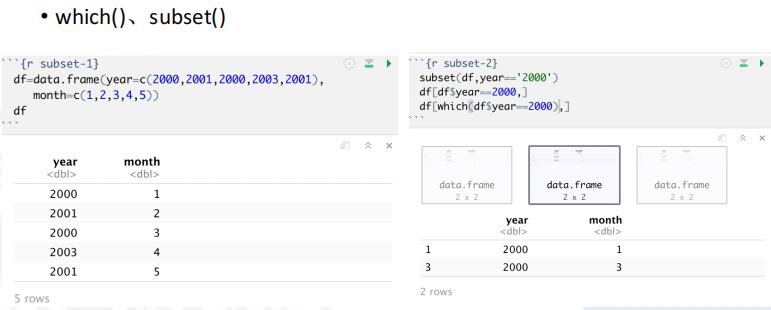 • which()、subset()
```{r subset-1}
df=data.frame(year=c(2000,2001,2000,2003,2001),
month=c(1,2,3,4,5))
df
```
year month
<dbl> <dbl>
2000 1
2001 2
2000 3
2003 4
2001 5
5 rows
```{r subset-2}
subset(df,year=='2000')
df[df$year==2000,]
df[which(df$year==2000),]
```
data.frame
2 x 2
data.frame
2 x 2
data.frame
2 x 2
year month
<dbl> <dbl>
1 2000 1
3 2000 3
2 rows